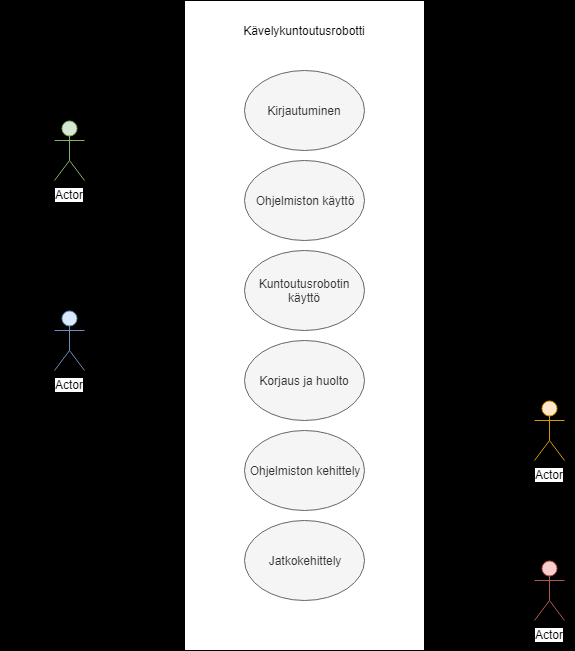 Kävelykuntoutusrobotti
Kirjautuminen
Actor
Ohjelmiston käyttö
Kuntoutusrobotin
käyttö
Actor
Korjaus ja huolto
Ohjelmiston kehittely
Actor
Jatkokehittely
Actor